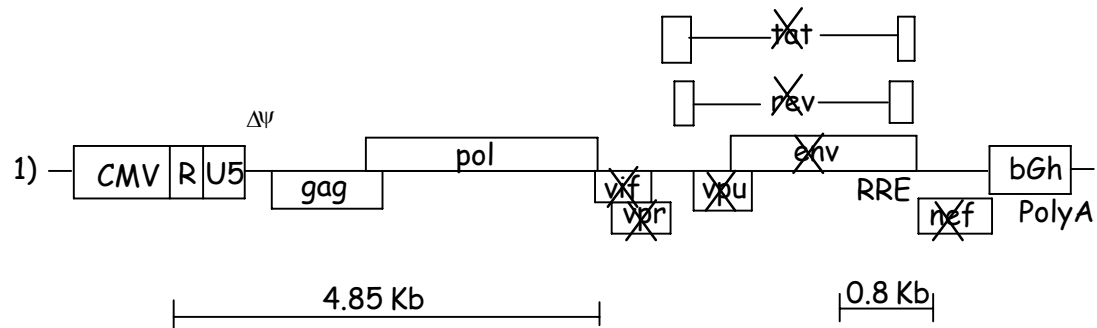 tat
rev
Δψ
pol
env
1) CMV R U5 bGh
gag vif vpu RRE
vpr nef PolyA
4.85 Kb 0.8 Kb